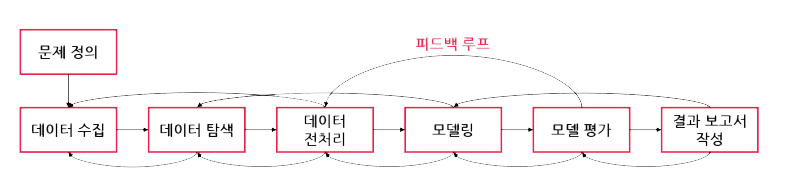 피드백 루프
문제 정의
데이터 수집
데이터 탐색
데이터
전처리
모델링
모델 평가
결과 보고서
작성